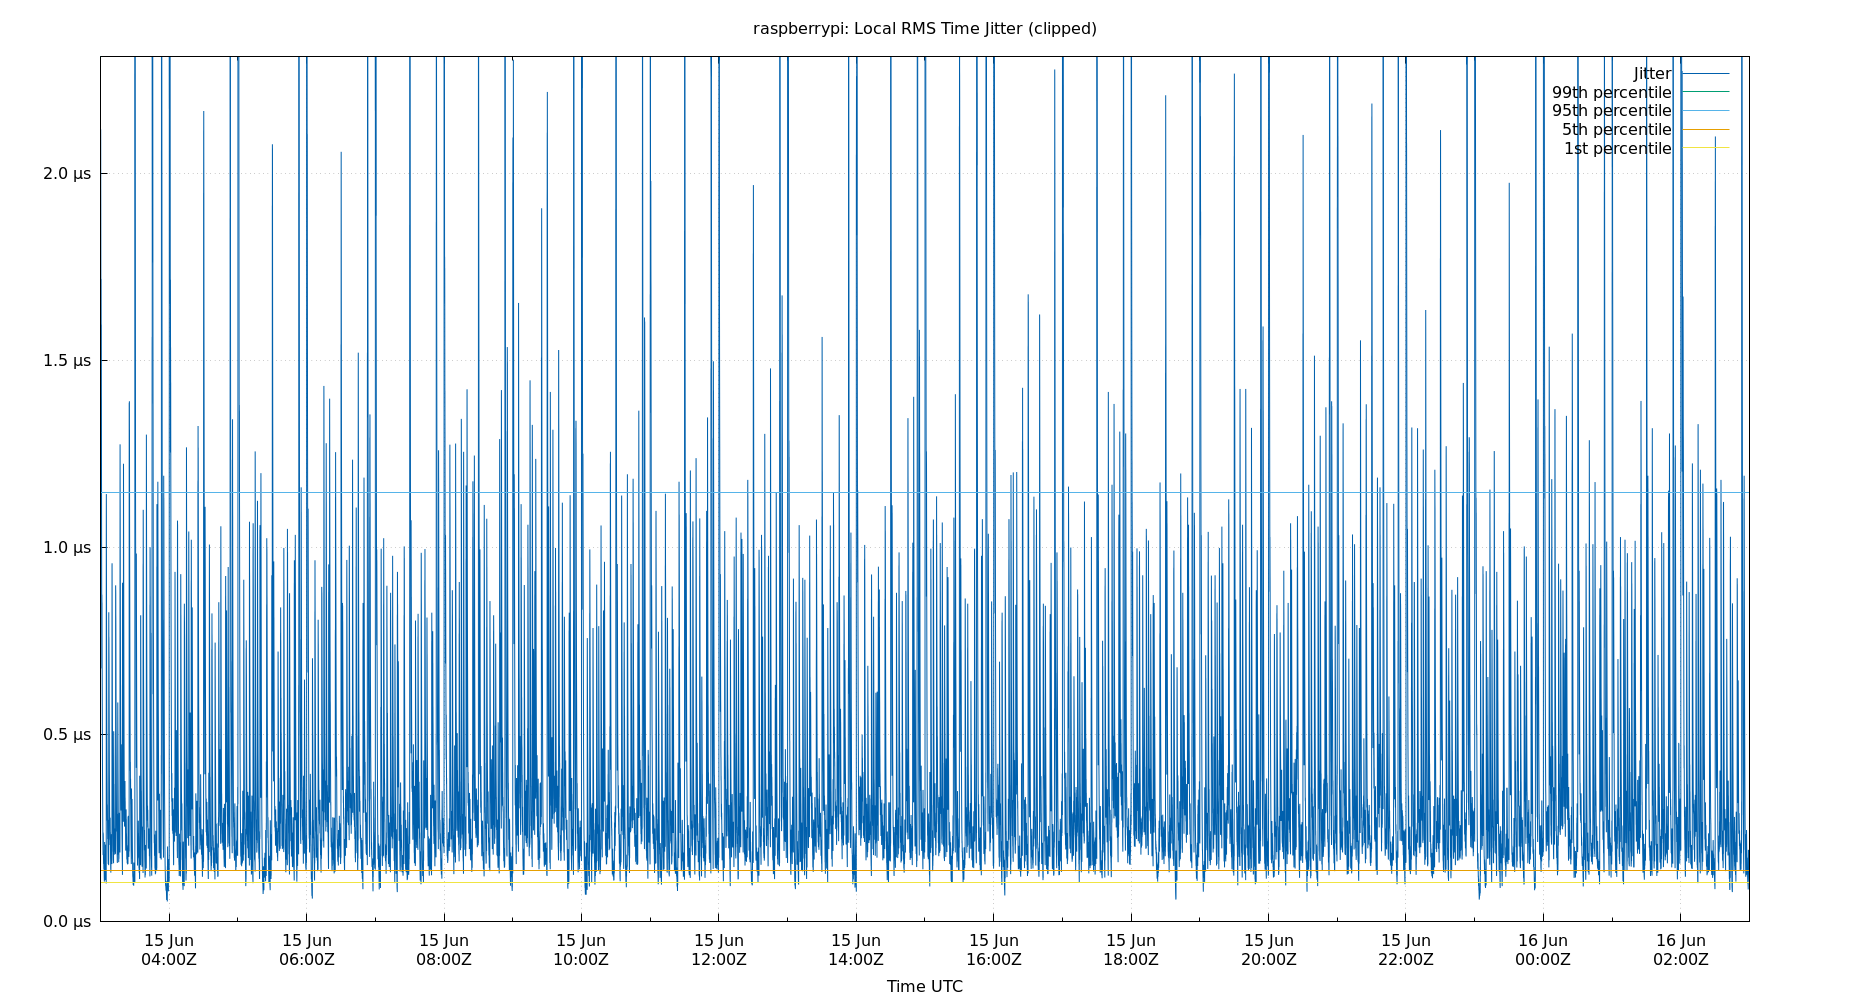 raspberrypi: Local RMS Time Jitter (clipped)
Jitter
99th percentile
95th percentile
5th percentile
1st percentile
2.0 μs
1.5 μs
1.0 μs
0.5 μs
0.0 μs
15 Jun 15 Jun 15 Jun 15 Jun 15 Jun 15 Jun 15 Jun 15 Jun 15 Jun 15 Jun 16 Jun 16 Jun
04:00Z 06:00Z 08:00Z 10:00Z 12:00Z 14:00Z 16:00Z 18:00Z 20:00Z 22:00Z 00:00Z 02:00Z
Time UTC